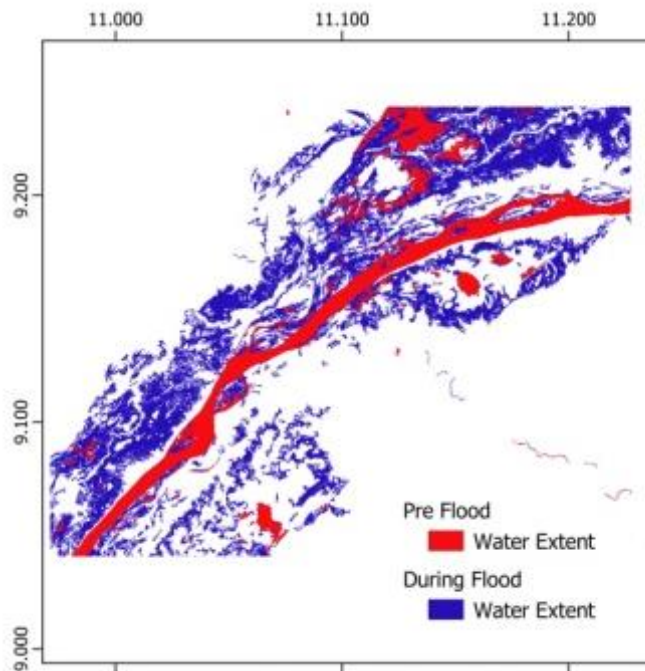 11.000 11.100 11.200
9.200
9.100
9.000
Pre Flood
Water Extent
During Flood
Water Extent